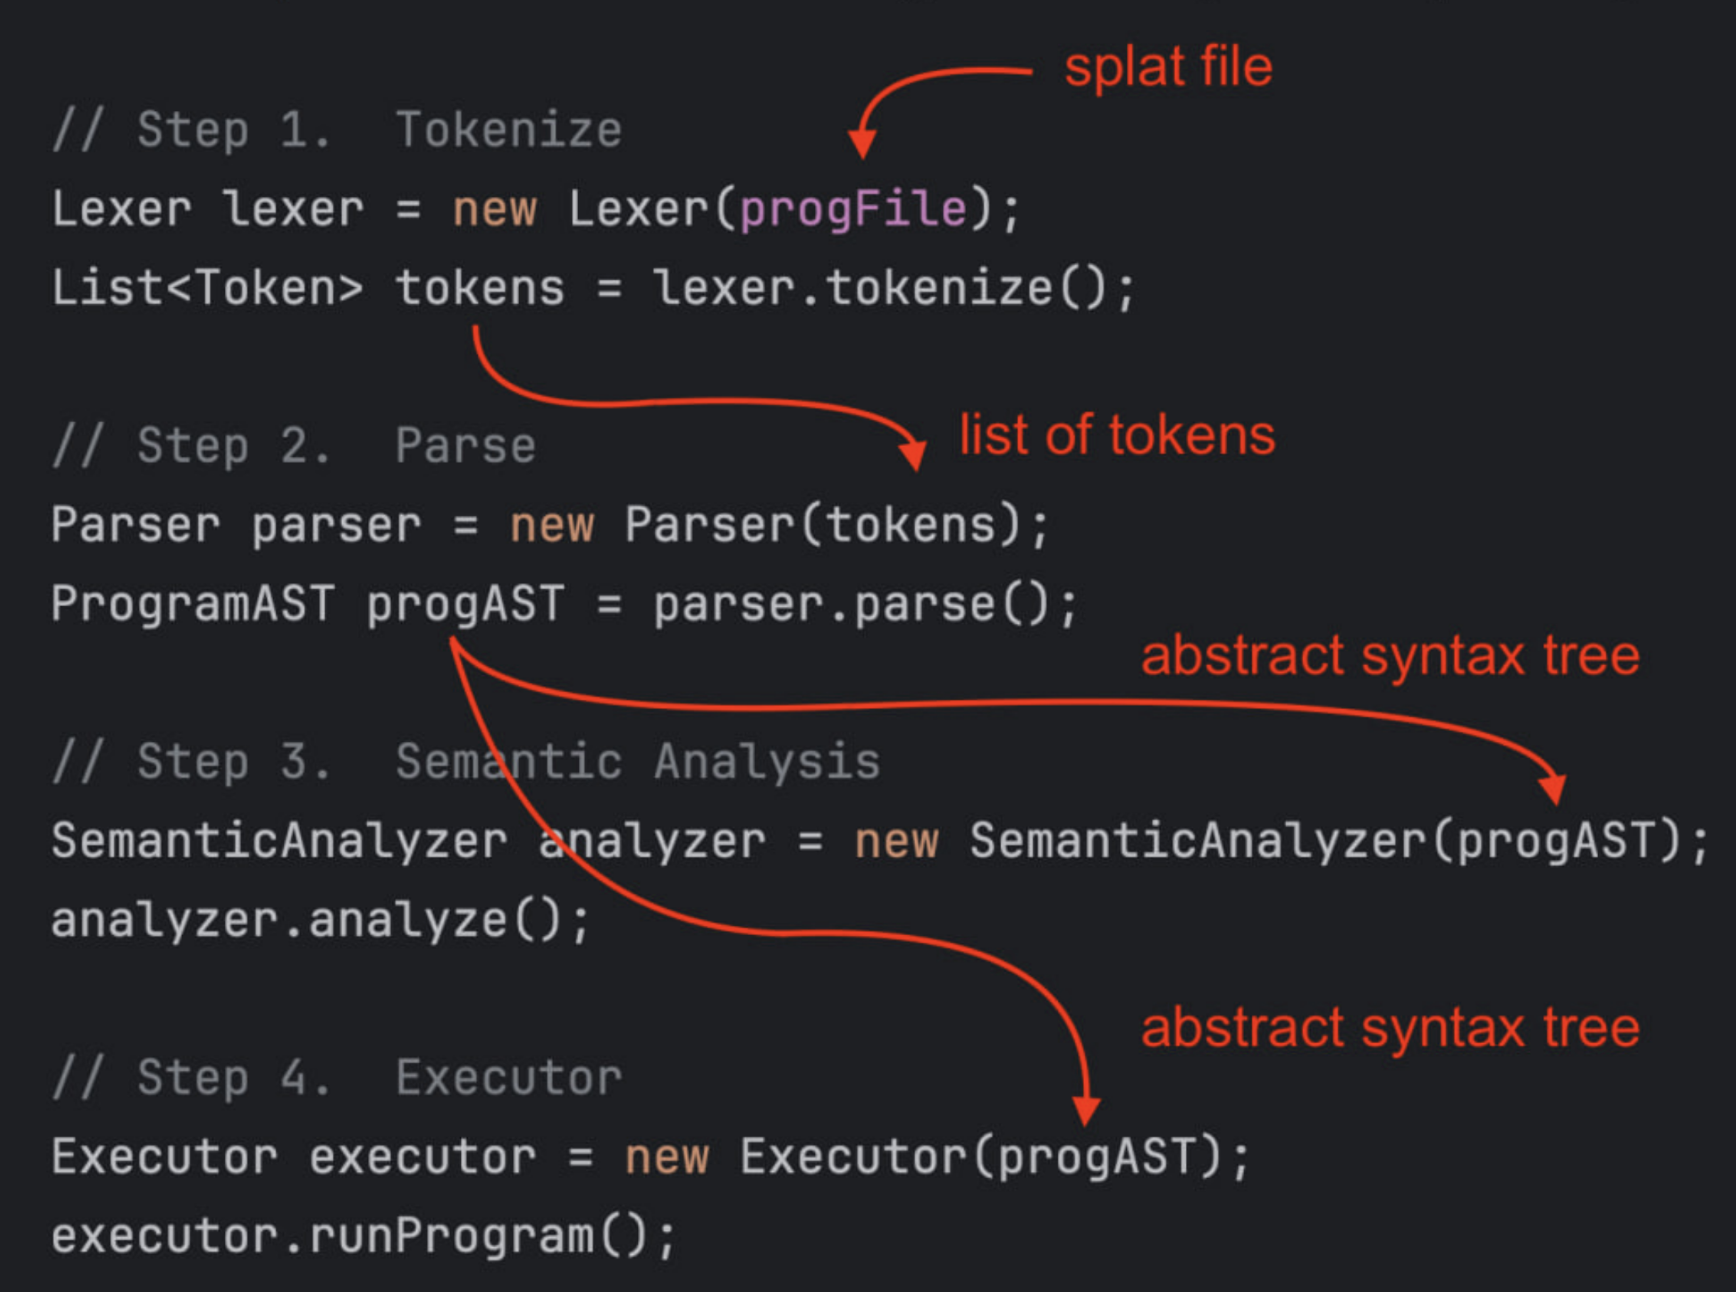 splat file
// Step 1.  Tokenize
Lexer lexer = new Lexer(progFile);
List<Token> tokens = lexer.tokenize();
list of tokens
// Step 2.  Parse
Parser parser = new Parser(tokens);
ProgramAST progAST = parser.parse();
abstract syntax tree
// Step 3.  Semantic Analysis
SemanticAnalyzer analyzer = new SemanticAnalyzer(progAST);
analyzer.analyze();
abstract syntax tree
// Step 4.  Executor
Executor executor = new Executor(progAST);
executor.runProgram();